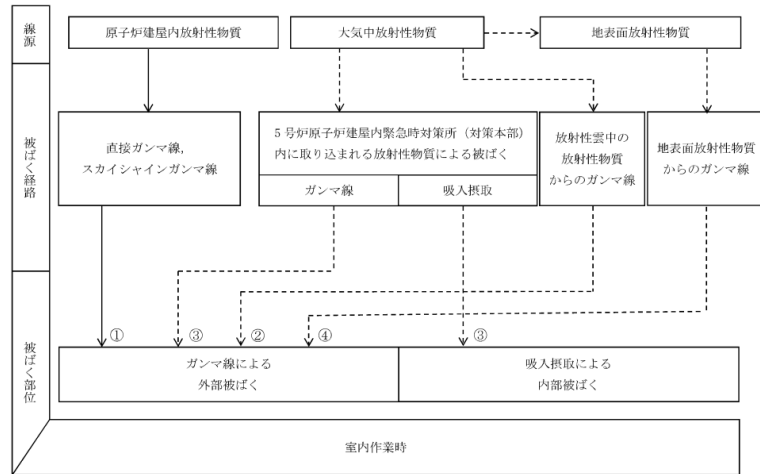 線源
原子炉建屋内放射性物質
大気中放射性物質
地表面放射性物質
被ばく経路
直接ガンマ線,
スカイシャインガンマ線
5号炉原子炉建屋内緊急時対策所(対策本部)
内に取り込まれる放射性物質による被ばく
ガンマ線
吸入摂取
放射性雲中の
放射性物質
からのガンマ線
地表面放射性物質
からのガンマ線
被ばく部位
①
③
②
④
③
ガンマ線による
外部被ばく
吸入摂取による
内部被ばく
室内作業時